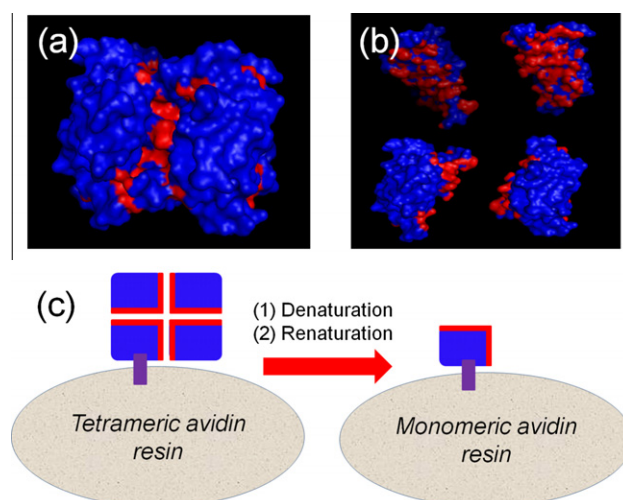 (a)
(b)
(c)
(1) Denaturation
(2) Renaturation
Tetrameric avidin
resin
Monomeric avidin
resin